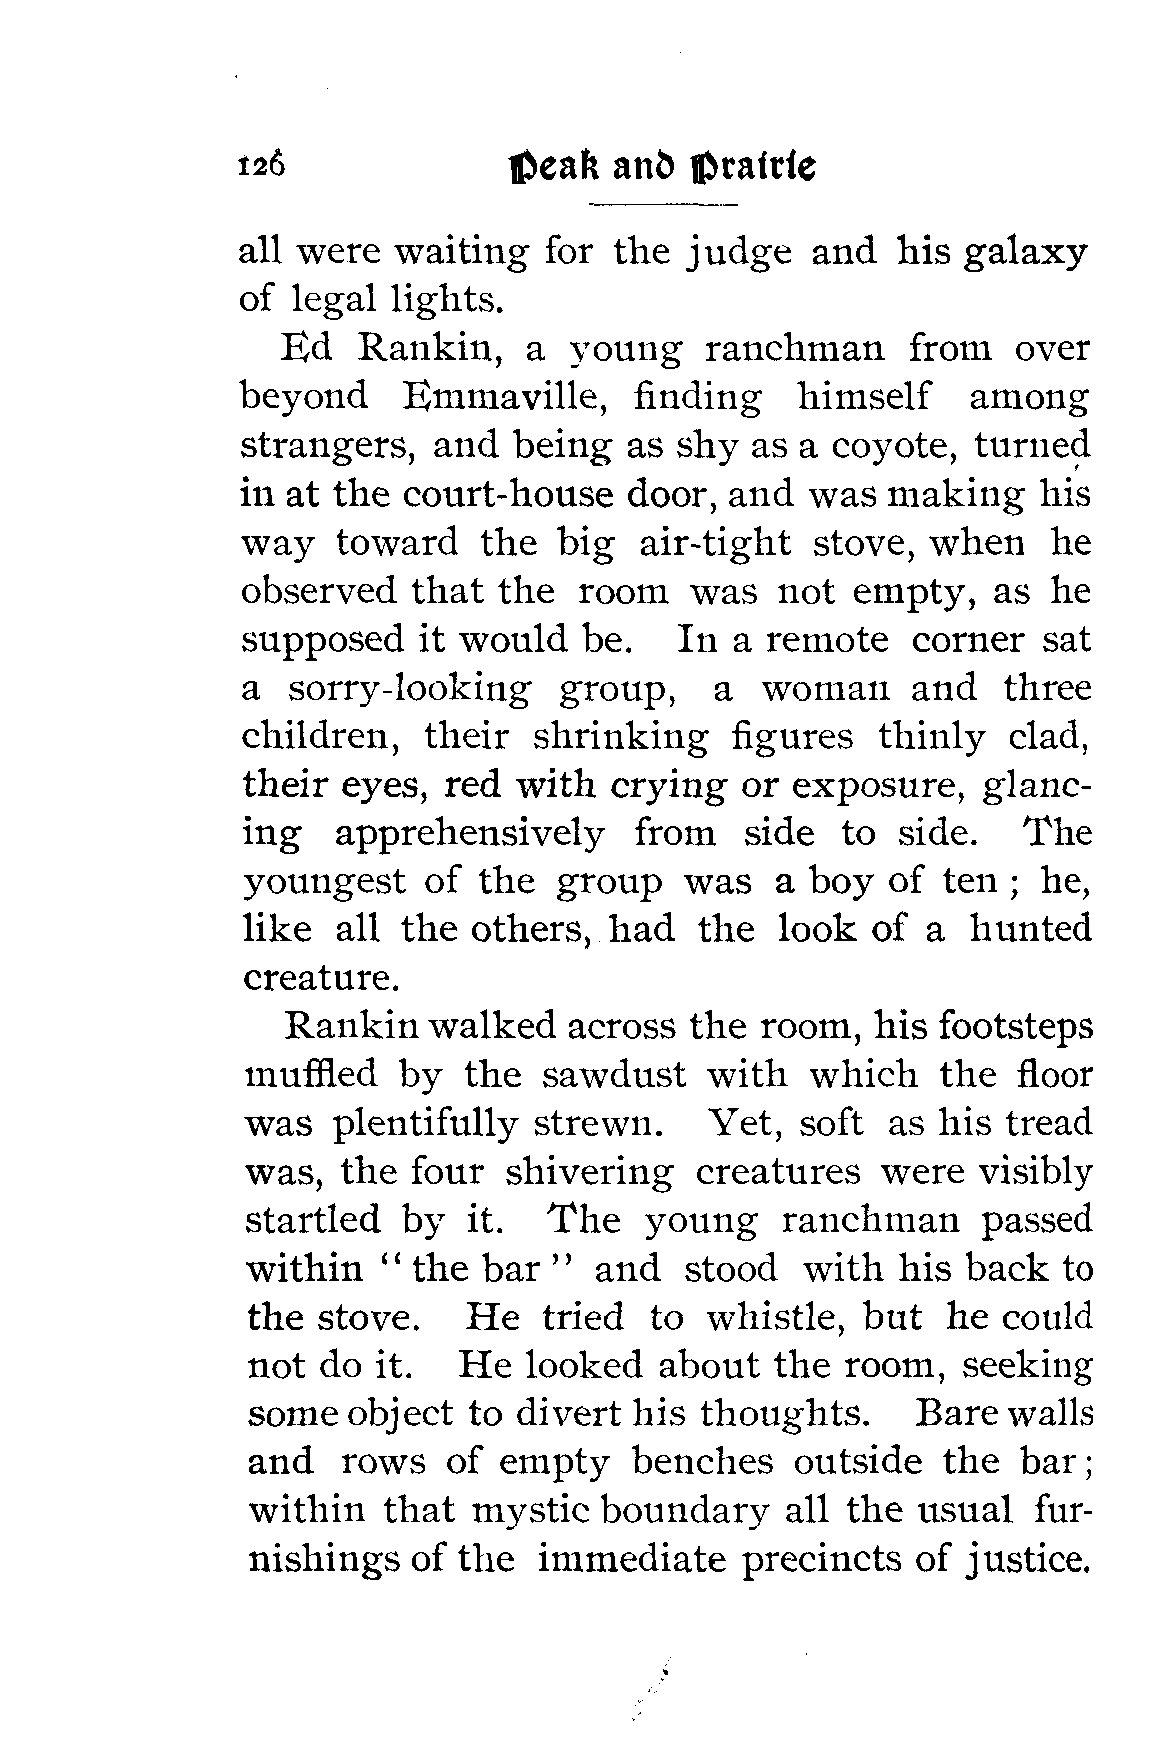 126 Peak and Prairie
all were waiting for the judge and his galaxy
of legal lights.
Ed Rankin, a young ranchman from over
beyond Emmaville, finding himself among
strangers, and being as shy as a coyote, turned
in at the court-house door, and was making his
way toward the big air-tight stove, when he
observed that the room was not empty, as he
supposed it would be. In a remote corner sat
a sorry-looking group, a woman and three
children, their shrinking figures thinly clad,
their eyes, red with crying or exposure, glanc-
ing apprehensively from side to side. The
youngest of the group was a boy of ten ; he,
like all the others, had the look of a hunted
creature.
Rankin walked across the room, his footsteps
muffled by the sawdust with which the floor
was plentifully strewn. Yet, soft as his tread
was, the four shivering creatures were visibly
startled by it. The young ranchman passed
within “ the bar ” and stood with his back to
the stove. He tried to whistle, but he could
not do it. He looked about the room, seeking
some object to divert his thoughts. Bare walls
and rows of empty benches outside the bar ;
within that mystic boundary all the usual fur-
nishings of the immediate precincts of justice.